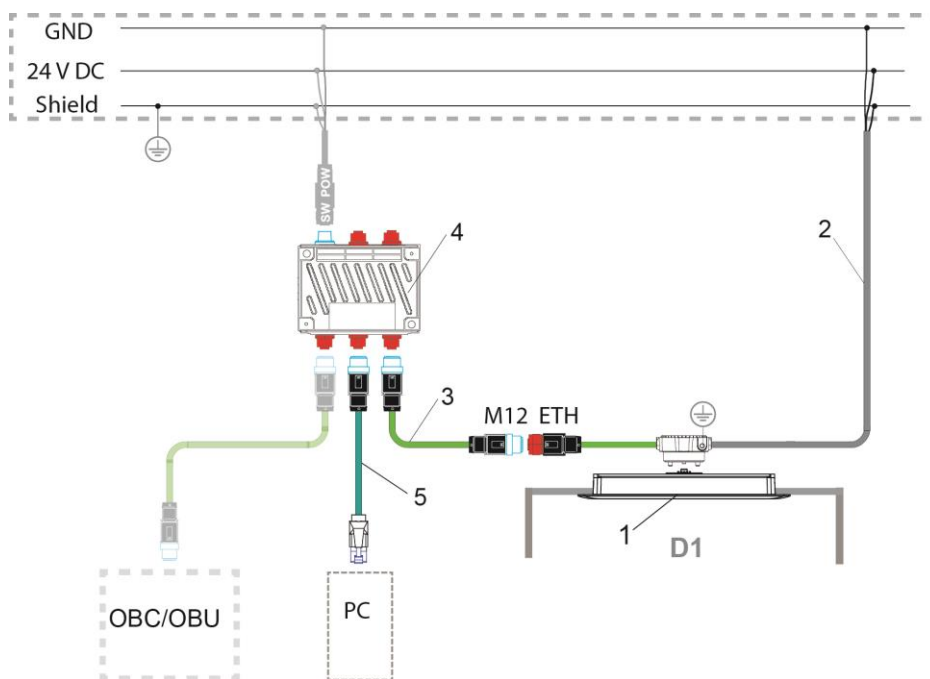 GND
24 V DC
Shield
SW POW
4
2
3
M12 ETH
5
1
D1
OBC/OBU
PC